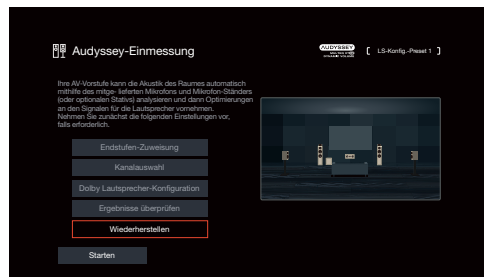 Audyssey-Einmessung
AUDYSSEY
LS-Konfig.-Preset 1
Ihre AV-Vorstufe kann die Akustik des Raumes automatisch
mithilfe des mitge- lieferten Mikrofons und Mikrofon-Ständers
(oder optionalen Stativs) analysieren und dann Optimierungen
an den Signalen für die Lautsprecher vornehmen.
Nehmen Sie zunächst die folgenden Einstellungen vor,
falls erforderlich.
Endstufen-Zuweisung
Kanalauswahl
Dolby Lautsprecher-Konfiguration
Ergebnisse überprüfen
Wiederherstellen
Starten